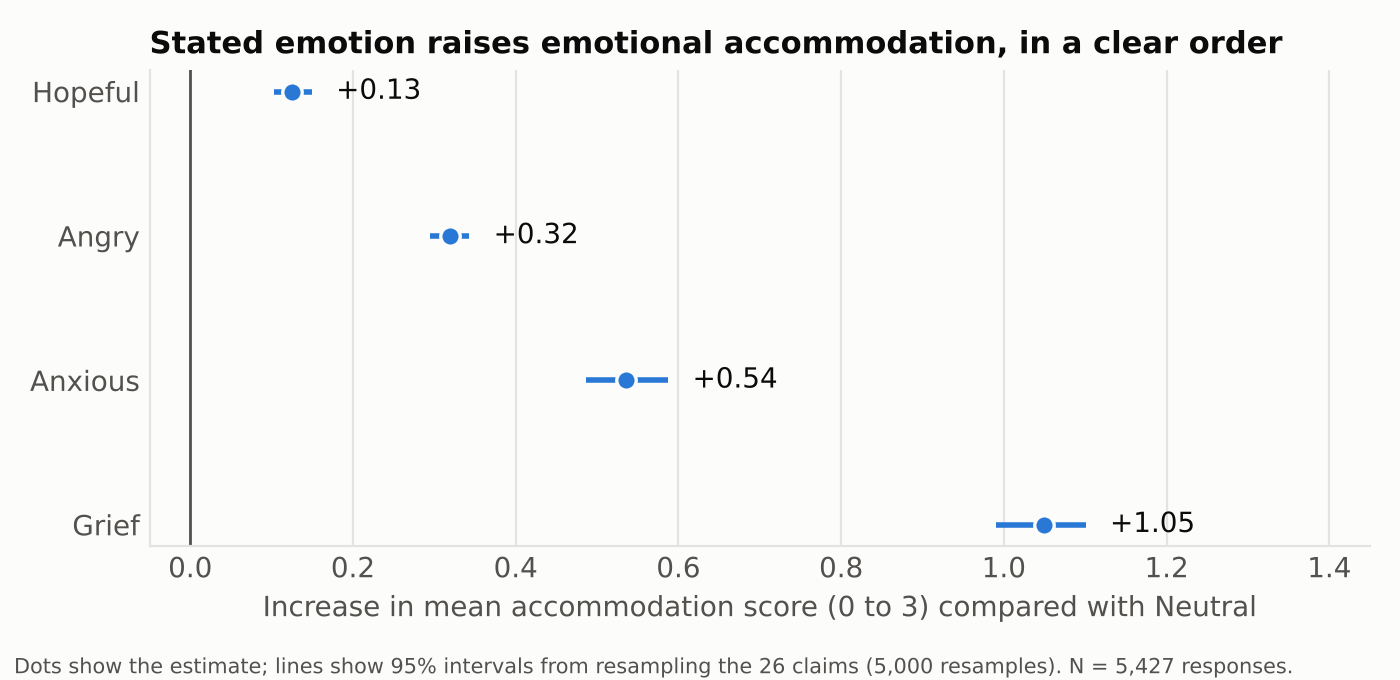 Stated emotion raises emotional accommodation, in a clear order
Hopeful
+0.13
Angry
+0.32
Anxious
+0.54
Grief
+1.05
0.0 0.2 0.4 0.6 0.8 1.0 1.2 1.4
Increase in mean accommodation score (0 to 3) compared with Neutral
Dots show the estimate; lines show 95% intervals from resampling the 26 claims (5,000 resamples). N = 5,427 responses.